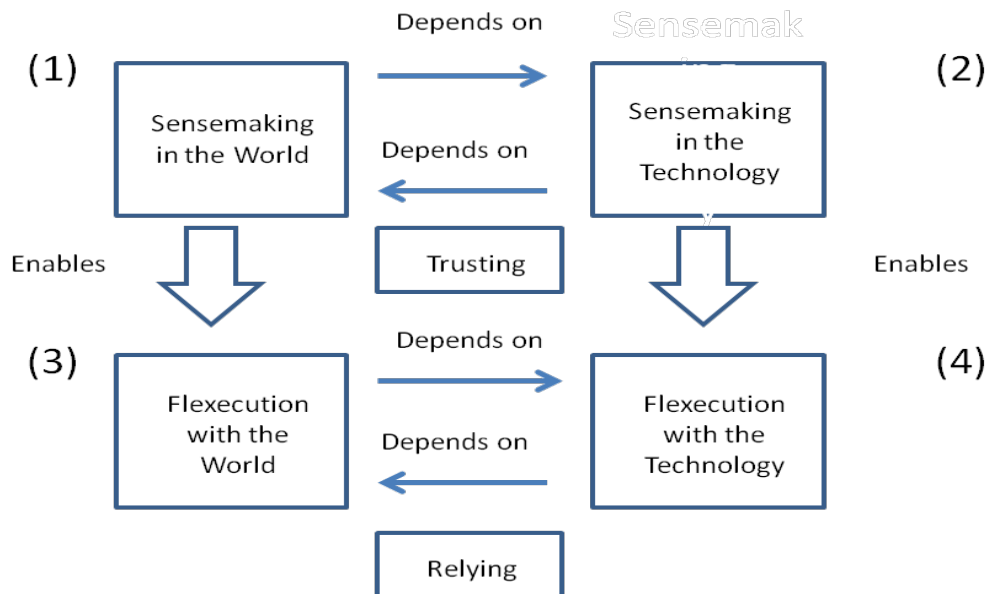 Depends on
Sensemak
(1)
(2)
Sensemaking
in the World
Sensemaking
in the
Technology
Depends on
y
Enables
Trusting
Enables
Depends on
(3)
(4)
Flexecution
with the
World
Flexecution
with the
Technology
Depends on
Relying